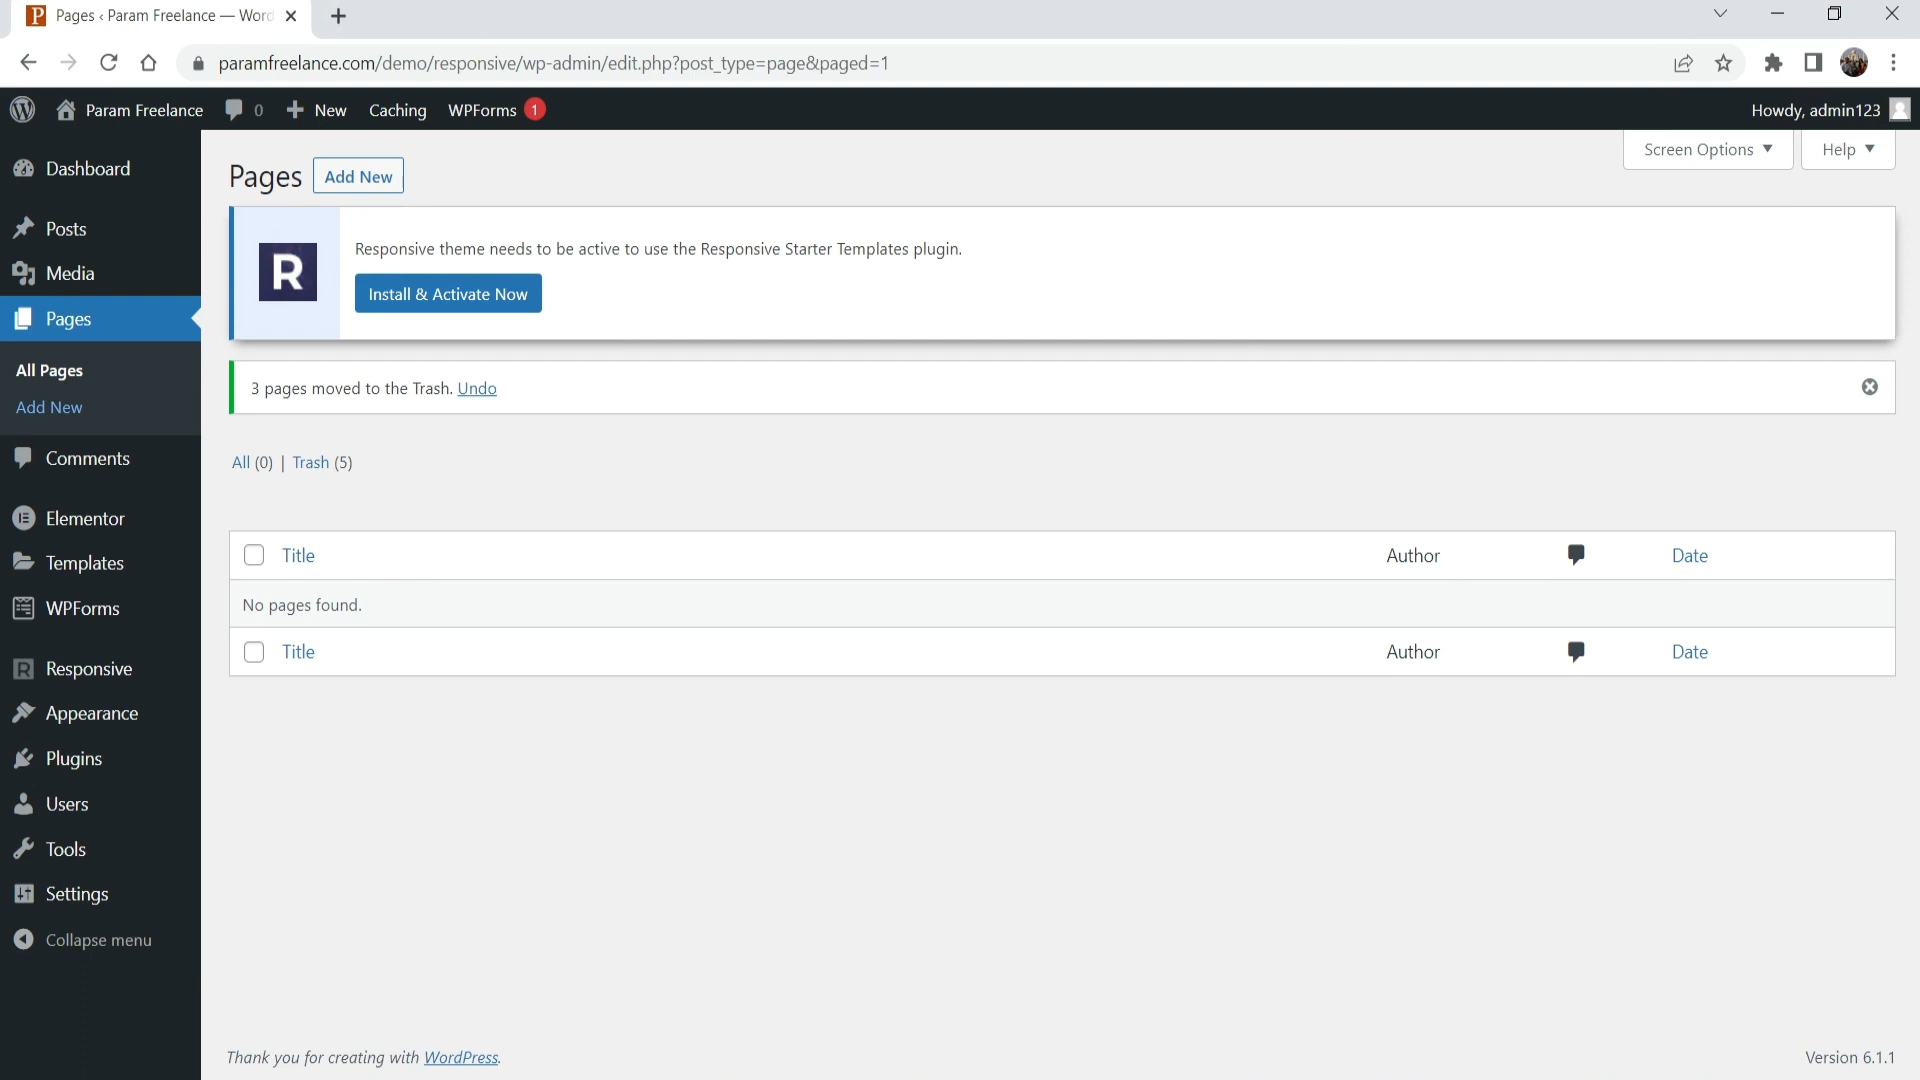 Pages ‹ Param Freelance — Word
paramfreelance.com/demo/responsive/wp-admin/edit.php?post_type=page&paged=1
Param Freelance 0 New Caching WPForms 1 Howdy, admin123
Screen Options Help
Dashboard
Posts
Media
Pages
All Pages
Add New
Comments
Elementor
Templates
WPForms
Responsive
Appearance
Plugins
Users
Tools
Settings
Collapse menu
Pages Add New
R
Responsive theme needs to be active to use the Responsive Starter Templates plugin.
Install & Activate Now
3 pages moved to the Trash. Undo
All (0) | Trash (5)
Title Author Date
No pages found.
Title Author Date
Thank you for creating with WordPress. Version 6.1.1